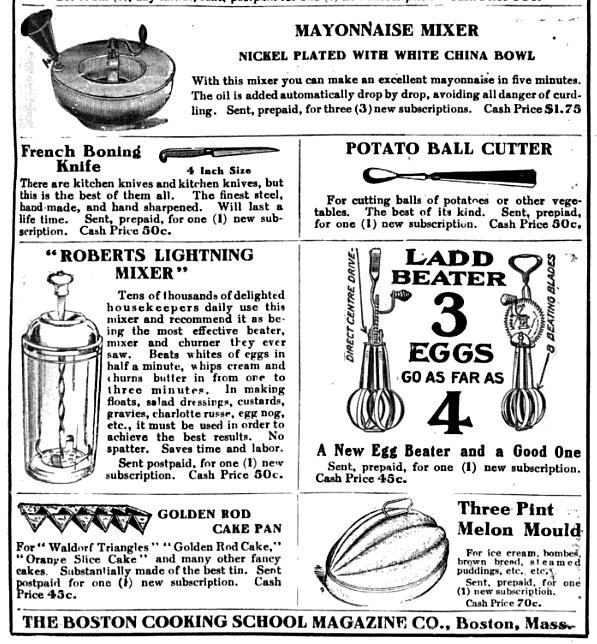 MAYONNAISE MIXER
NICKEL PLATED WITH WHITE CHINA BOWL
With this mixer you can make an excellent mayonnaise in five minutes.
The oil is added automatically drop by drop, avoiding all danger of curd-
ling. Sent, prepaid, for three (3) new subscriptions. Cash Price $1.75
French Boning
Knife
4 Inch Size
There are kitchen knives and kitchen knives, but
this is the best of them all. The finest steel,
hand made, and hand sharpened. Will last a
life time. Sent, prepaid, for one (1) new sub-
scription. Cash Price 50c.
POTATO BALL CUTTER
For cutting balls of potatoes or other vege-
tables. The best of its kind. Sent, prepiad,
for one (1) new subscription. Cash Price 50c,
"ROBERTS LIGHTNING
MIXER"
Tens of thousands of delighted
housekeepers daily use this
mixer and recommend it as be-
ing the most effective beater,
mixer and churner they ever
saw. Beats whites of eggs in
half a minute, whips cream and
churns butter in from one to
three minutes. In making
floats, salad dressings, custards,
gravies, charlotte russe, egg nog,
etc., it must be used in order to
achieve the best results. No
spatter. Saves time and labor.
Sent postpaid, for one (1) new
subscription. Cash Price 50c.
LADD
BEATER
3
EGGS
GO AS FAR AS
4
DIRECT CENTRE DRIVE
8 BEATING BLADES
A New Egg Beater and a Good One
Sent, prepaid, for one (1) new subscription.
Cash Price 45c.
GOLDEN ROD
CAKE PAN
For "Waldorf Triangles" "Golden Rod Cake,"
"Orange Slice Cake" and many other fancy
cakes. Substantially made of the best tin. Sent
postpaid for one (1) new subscription. Cash
Price 45c.
Three Pint
Melon Mould
For ice cream, bombes,
brown bread, steamed
puddings, etc. etc.
Sent, prepaid, for one
(1) new subscription.
Cash Price 70c.
THE BOSTON COOKING SCHOOL MAGAZINE CO., Boston, Mass.